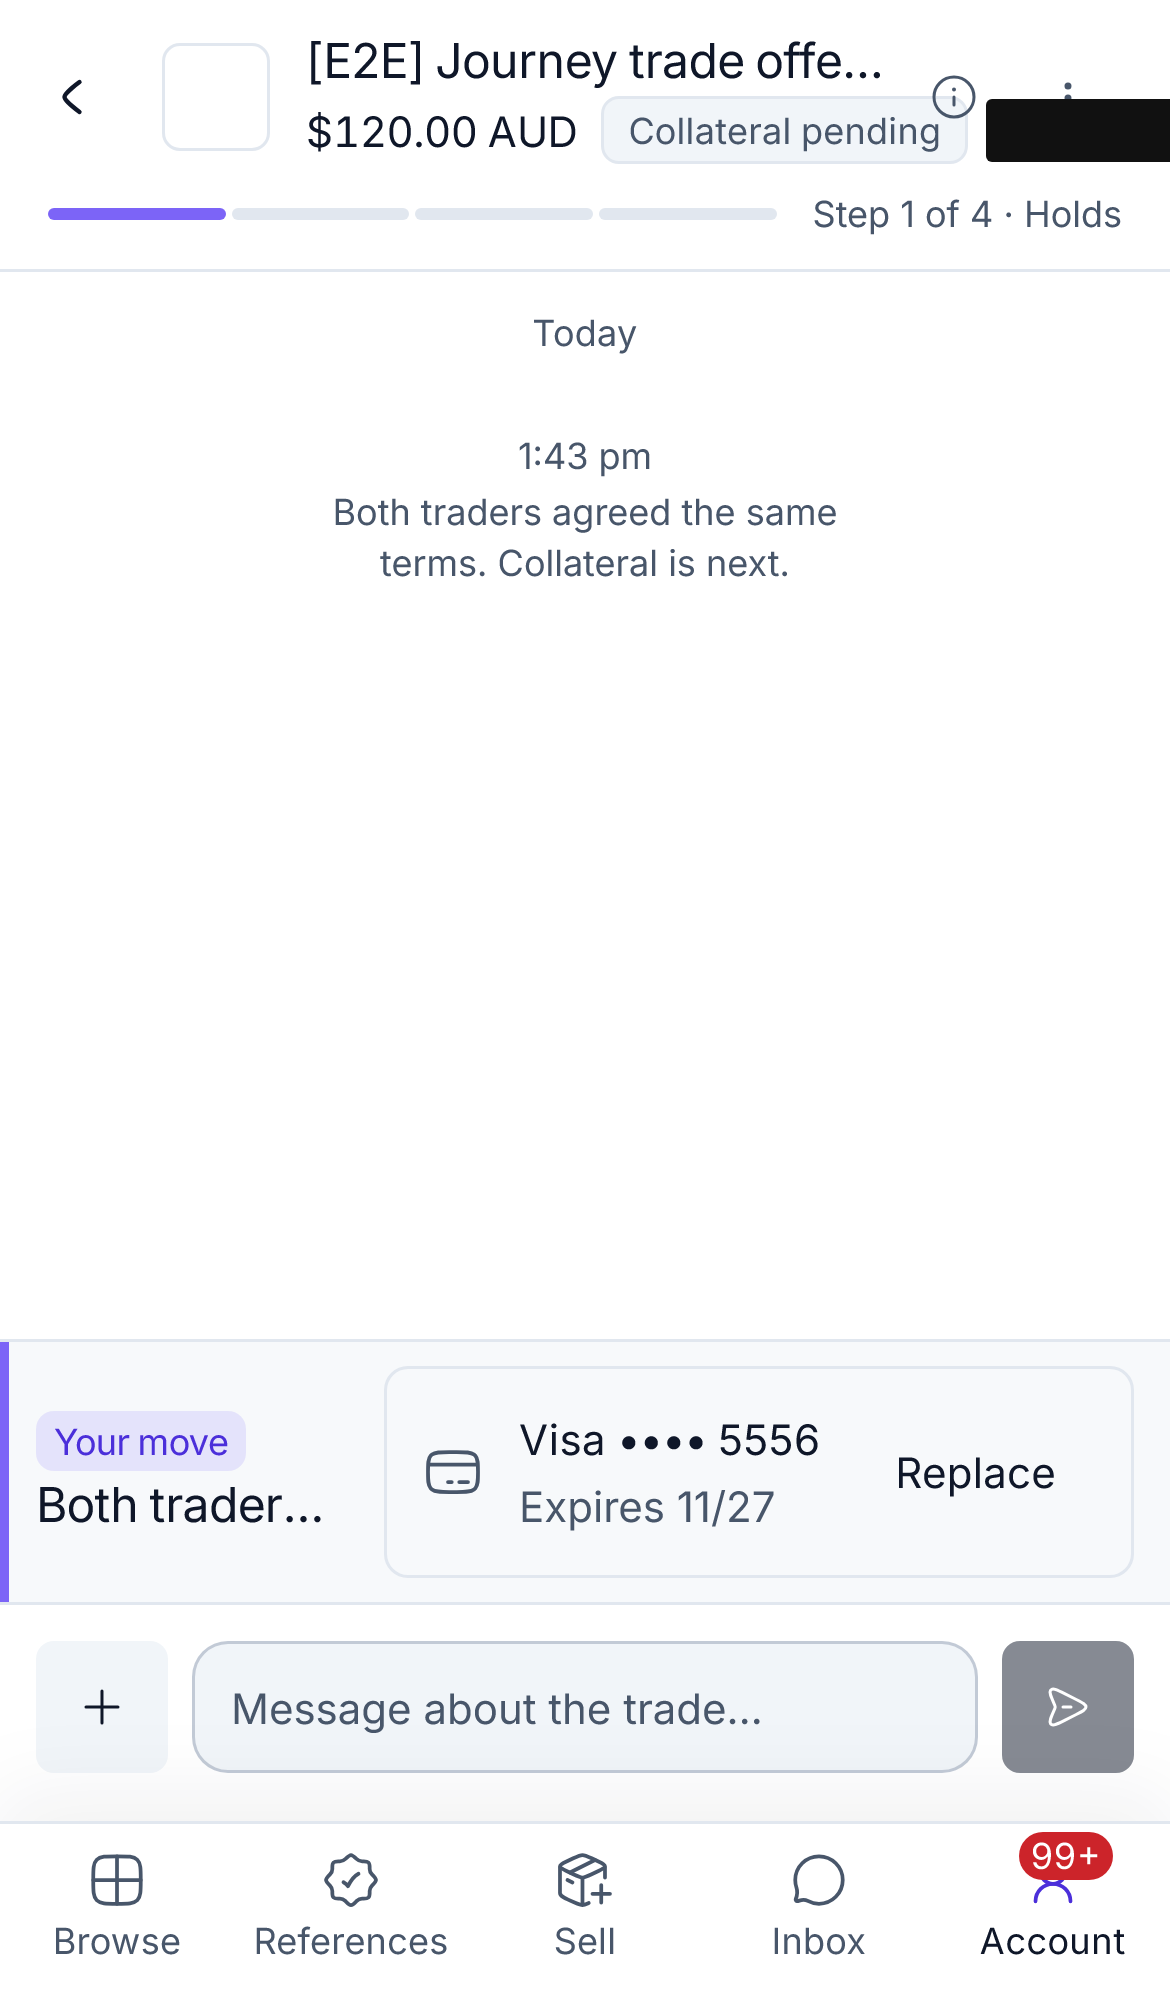 [E2E] Journey trade offe...
$120.00 AUD Collateral pending
Step 1 of 4 · Holds
Today
1:43 pm
Both traders agreed the same
terms. Collateral is next.
Your move
Both trader...
Visa •••• 5556
Expires 11/27
Replace
Message about the trade...
99+
Browse References Sell Inbox Account